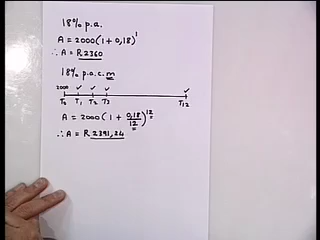 18% p.a.
A = 2000(1 + 0,18)¹
∴ A = R2360
18% p.a.c.m
2000 ✓ ✓ ✓ ✓
T₀ T₁ T₂ T₃ T₁₂
A = 2000(1 + 0,18/12)¹²
∴ A = R 2391,24